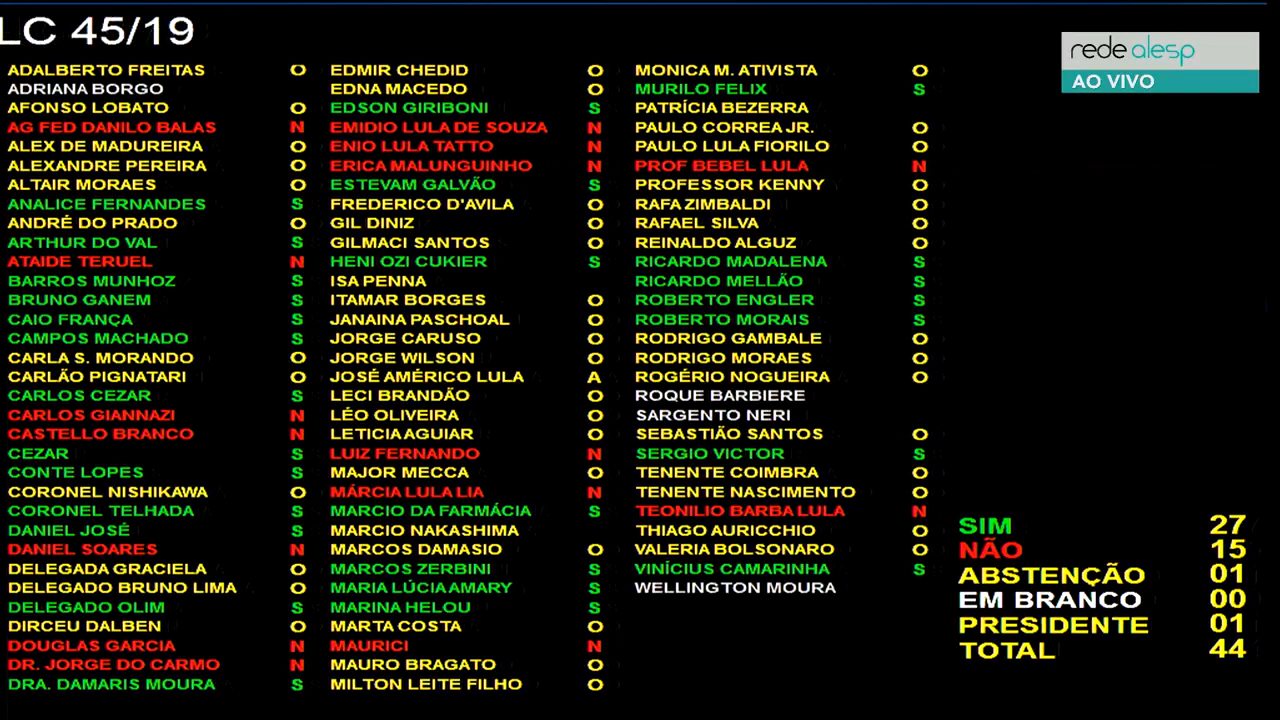 LC 45/19
rede alesp
AO VIVO
ADALBERTO FREITAS O
ADRIANA BORGO
AFONSO LOBATO O
AG FED DANILO BALAS N
ALEX DE MADUREIRA O
ALEXANDRE PEREIRA O
ALTAIR MORAES O
ANALICE FERNANDES S
ANDRÉ DO PRADO O
ARTHUR DO VAL S
ATAIDE TERUEL N
BARROS MUNHOZ S
BRUNO GANEM S
CAIO FRANÇA S
CAMPOS MACHADO S
CARLA S. MORANDO O
CARLÃO PIGNATARI O
CARLOS CEZAR S
CARLOS GIANNAZI N
CASTELLO BRANCO N
CEZAR S
CONTE LOPES S
CORONEL NISHIKAWA O
CORONEL TELHADA S
DANIEL JOSÉ S
DANIEL SOARES N
DELEGADA GRACIELA O
DELEGADO BRUNO LIMA O
DELEGADO OLIM S
DIRCEU DALBEN O
DOUGLAS GARCIA N
DR. JORGE DO CARMO N
DRA. DAMARIS MOURA S
EDMIR CHEDID O
EDNA MACEDO O
EDSON GIRIBONI S
EMIDIO LULA DE SOUZA N
ENIO LULA TATTO N
ERICA MALUNGUINHO N
ESTEVAM GALVÃO S
FREDERICO D'AVILA O
GIL DINIZ O
GILMACI SANTOS O
HENI OZI CUKIER S
ISA PENNA
ITAMAR BORGES O
JANAINA PASCHOAL O
JORGE CARUSO O
JORGE WILSON O
JOSÉ AMÉRICO LULA A
LECI BRANDÃO O
LÉO OLIVEIRA O
LETICIA AGUIAR O
LUIZ FERNANDO N
MAJOR MECCA O
MÁRCIA LULA LIA N
MARCIO DA FARMÁCIA S
MARCIO NAKASHIMA
MARCOS DAMASIO O
MARCOS ZERBINI S
MARIA LÚCIA AMARY S
MARINA HELOU S
MARTA COSTA O
MAURICI N
MAURO BRAGATO O
MILTON LEITE FILHO O
MONICA M. ATIVISTA O
MURILO FELIX S
PATRÍCIA BEZERRA
PAULO CORREA JR. O
PAULO LULA FIORILO O
PROF BEBEL LULA N
PROFESSOR KENNY O
RAFA ZIMBALDI O
RAFAEL SILVA O
REINALDO ALGUZ O
RICARDO MADALENA S
RICARDO MELLÃO S
ROBERTO ENGLER S
ROBERTO MORAIS S
RODRIGO GAMBALE O
RODRIGO MORAES O
ROGÉRIO NOGUEIRA O
ROQUE BARBIERE
SARGENTO NERI
SEBASTIÃO SANTOS O
SERGIO VICTOR S
TENENTE COIMBRA O
TENENTE NASCIMENTO O
TEONILIO BARBA LULA N
THIAGO AURICCHIO O
VALERIA BOLSONARO O
VINÍCIUS CAMARINHA S
WELLINGTON MOURA
SIM 27
NÃO 15
ABSTENÇÃO 01
EM BRANCO 00
PRESIDENTE 01
TOTAL 44